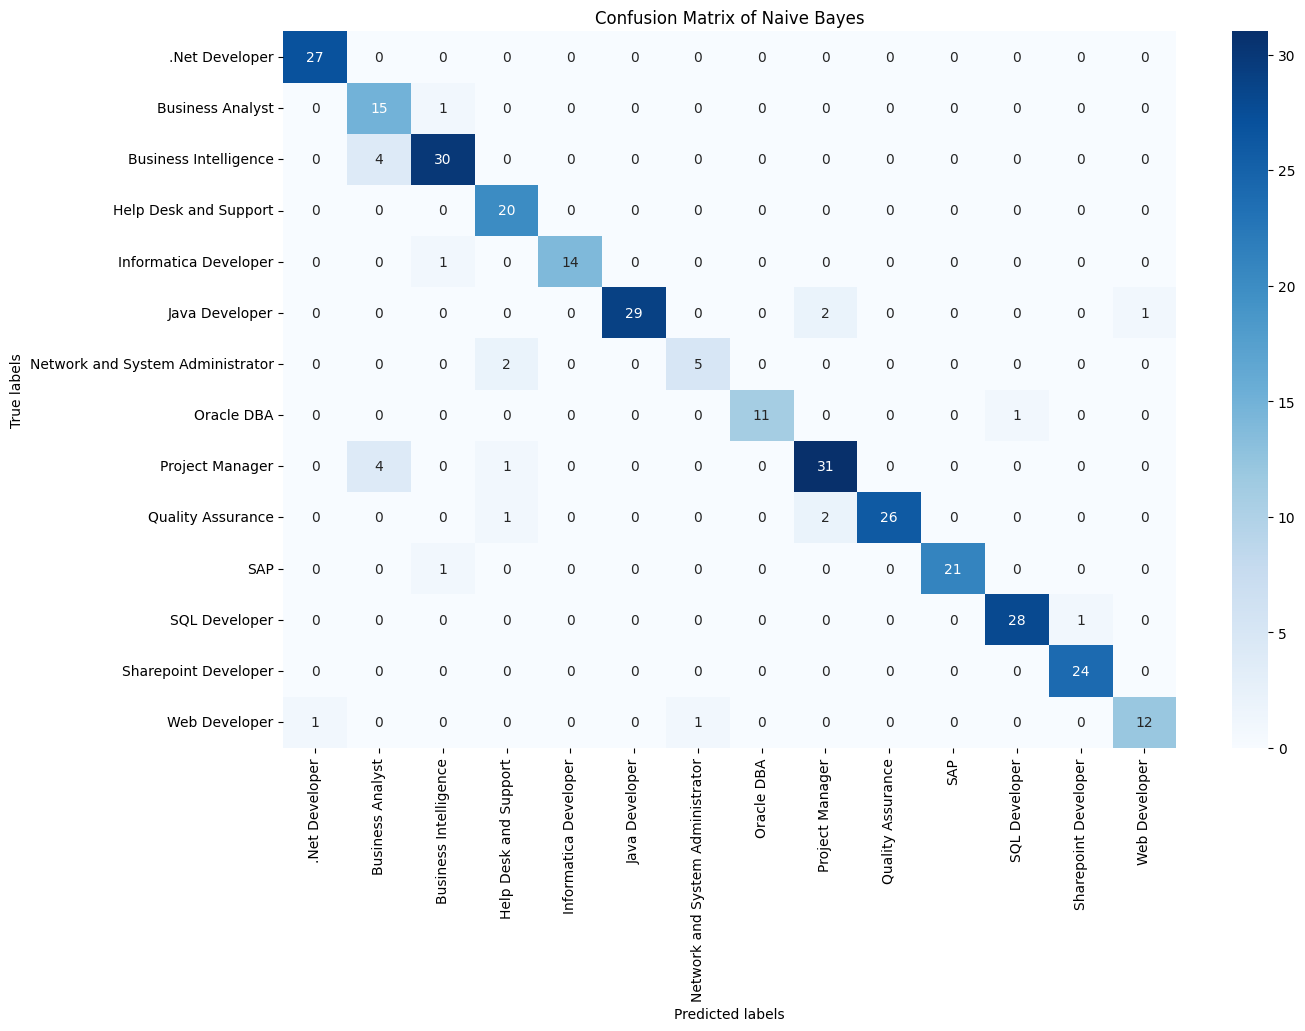 Confusion Matrix of Naive Bayes
.Net Developer 27 0 0 0 0 0 0 0 0 0 0 0 0 0
Business Analyst 0 15 1 0 0 0 0 0 0 0 0 0 0 0
Business Intelligence 0 4 30 0 0 0 0 0 0 0 0 0 0 0
Help Desk and Support 0 0 0 20 0 0 0 0 0 0 0 0 0 0
Informatica Developer 0 0 1 0 14 0 0 0 0 0 0 0 0 0
Java Developer 0 0 0 0 0 29 0 0 2 0 0 0 0 1
Network and System Administrator 0 0 0 2 0 0 5 0 0 0 0 0 0 0
Oracle DBA 0 0 0 0 0 0 0 11 0 0 0 1 0 0
Project Manager 0 4 0 1 0 0 0 0 31 0 0 0 0 0
Quality Assurance 0 0 0 1 0 0 0 0 2 26 0 0 0 0
SAP 0 0 1 0 0 0 0 0 0 0 21 0 0 0
SQL Developer 0 0 0 0 0 0 0 0 0 0 0 28 1 0
Sharepoint Developer 0 0 0 0 0 0 0 0 0 0 0 0 24 0
Web Developer 1 0 0 0 0 0 1 0 0 0 0 0 0 12
True labels
.Net Developer
Business Analyst
Business Intelligence
Help Desk and Support
Informatica Developer
Java Developer
Network and System Administrator
Oracle DBA
Project Manager
Quality Assurance
SAP
SQL Developer
Sharepoint Developer
Web Developer
Predicted labels
30
25
20
15
10
5
0